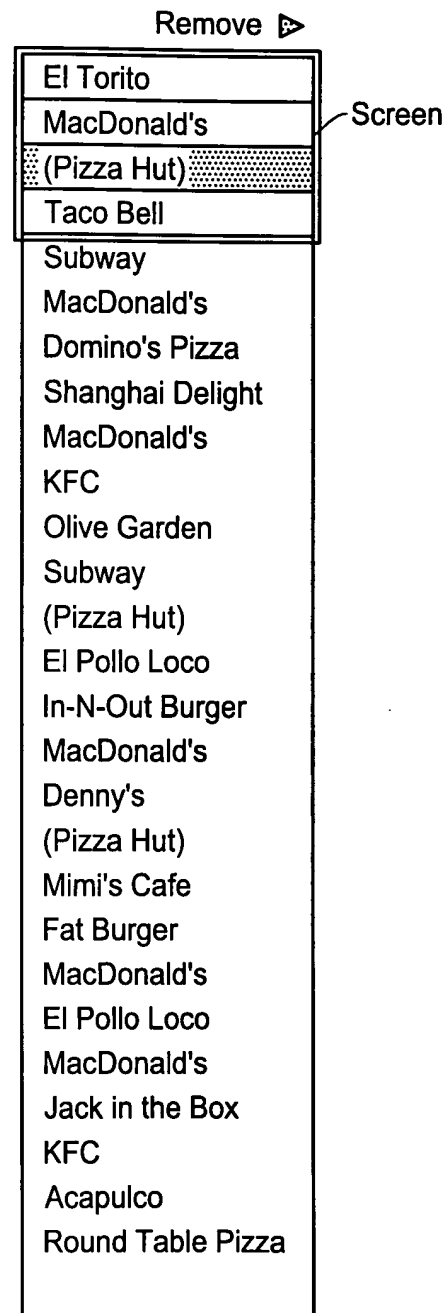 Remove
El Torito
MacDonald's
Screen
(Pizza Hut)
Taco Bell
Subway
MacDonald's
Domino's Pizza
Shanghai Delight
MacDonald's
KFC
Olive Garden
Subway
(Pizza Hut)
El Pollo Loco
In-N-Out Burger
MacDonald's
Denny's
(Pizza Hut)
Mimi's Cafe
Fat Burger
MacDonald's
El Pollo Loco
MacDonald's
Jack in the Box
KFC
Acapulco
Round Table Pizza